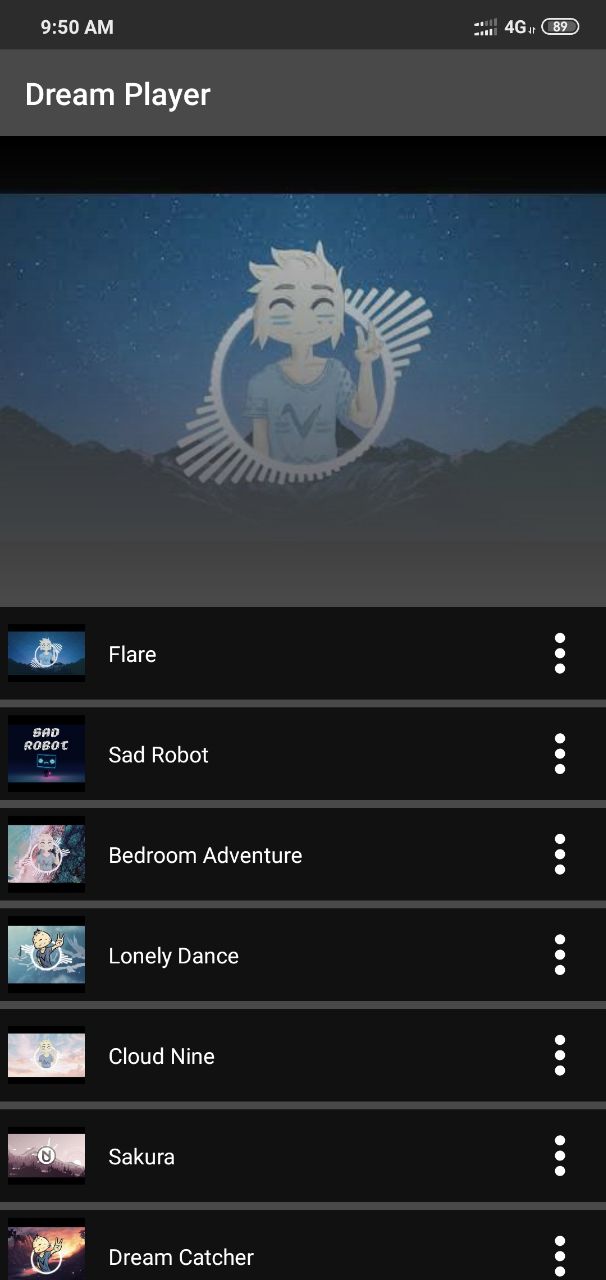 9:50 AM
4G
89
Dream Player
Flare
SAD
ROBOT
Sad Robot
Bedroom Adventure
Lonely Dance
Cloud Nine
Sakura
Dream Catcher